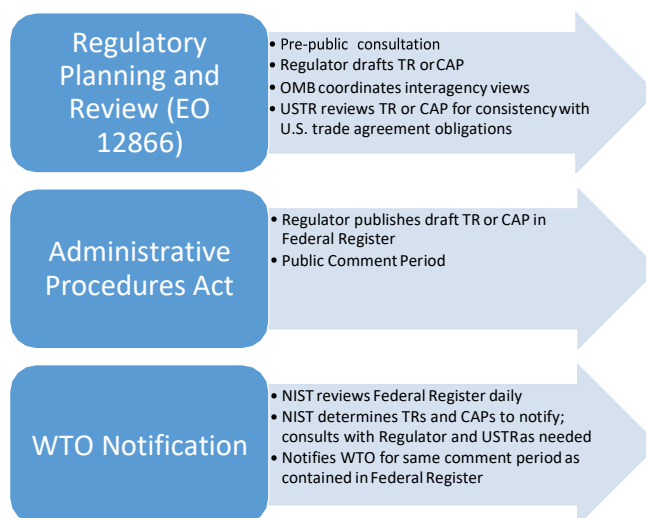 Regulatory
Planning and
Review (EO
12866)
• Pre-public consultation
• Regulator drafts TR or CAP
• OMB coordinates interagency views
• USTR reviews TR or CAP for consistency with
U.S. trade agreement obligations
Administrative
Procedures Act
• Regulator publishes draft TR or CAP in
Federal Register
• Public Comment Period
WTO Notification
• NIST reviews Federal Register daily
• NIST determines TRs and CAPs to notify;
consults with Regulator and USTRas needed
• Notifies WTO for same comment period as
contained in Federal Register